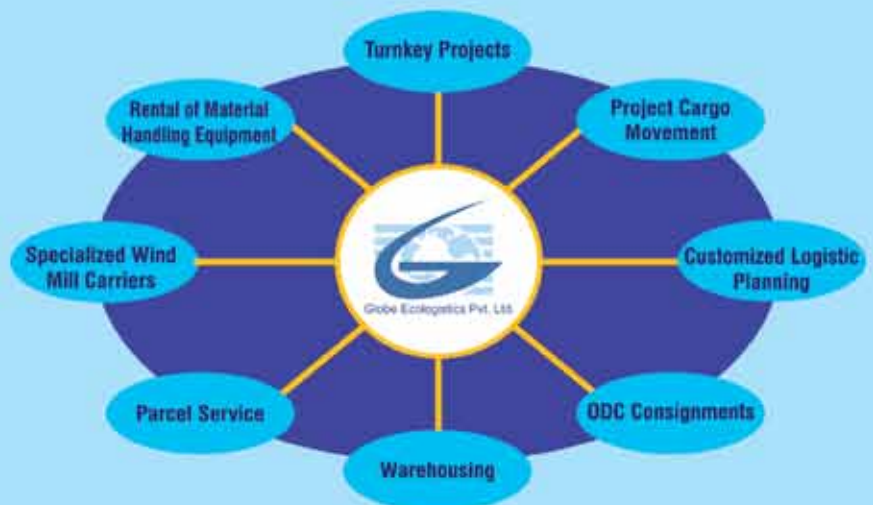 Turnkey Projects
Rental of Material
Handling Equipment
Project Cargo
Movement
Specialized Wind
Mill Carriers
Globe Ecologistics Pvt. Ltd.
Customized Logistic
Planning
Parcel Service
ODC Consignments
Warehousing